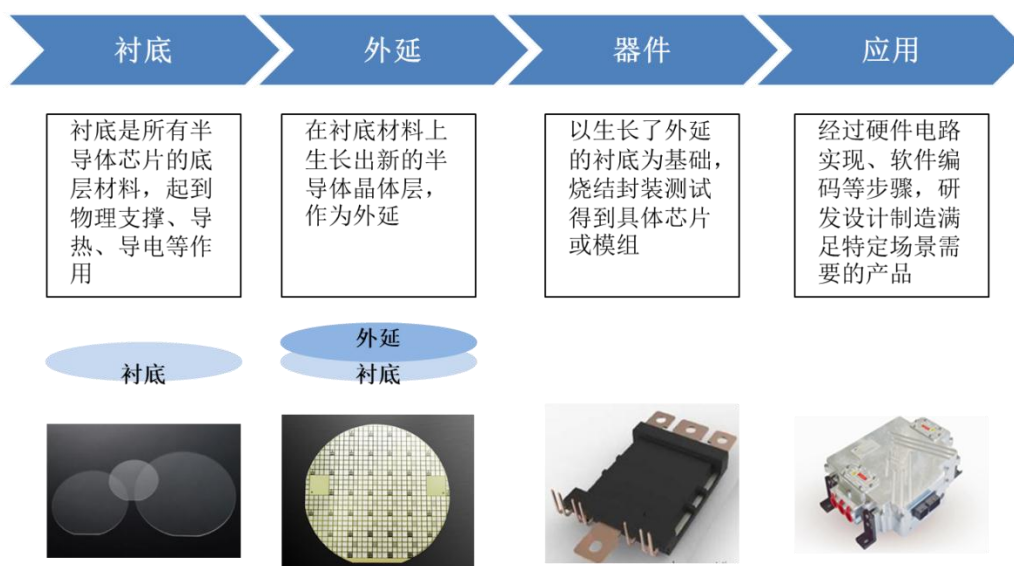 衬底
外延
器件
应用
衬底是所有半
导体芯片的底
层材料，起到
物理支撑、导
热、导电等作
用
在衬底材料上
生长出新的半
导体晶体层，
作为外延
以生长了外延
的衬底为基础，
烧结封装测试
得到具体芯片
或模组
经过硬件电路
实现、软件编
码等步骤，研
发设计制造满
足特定场景需
要的产品
衬底
外延
衬底